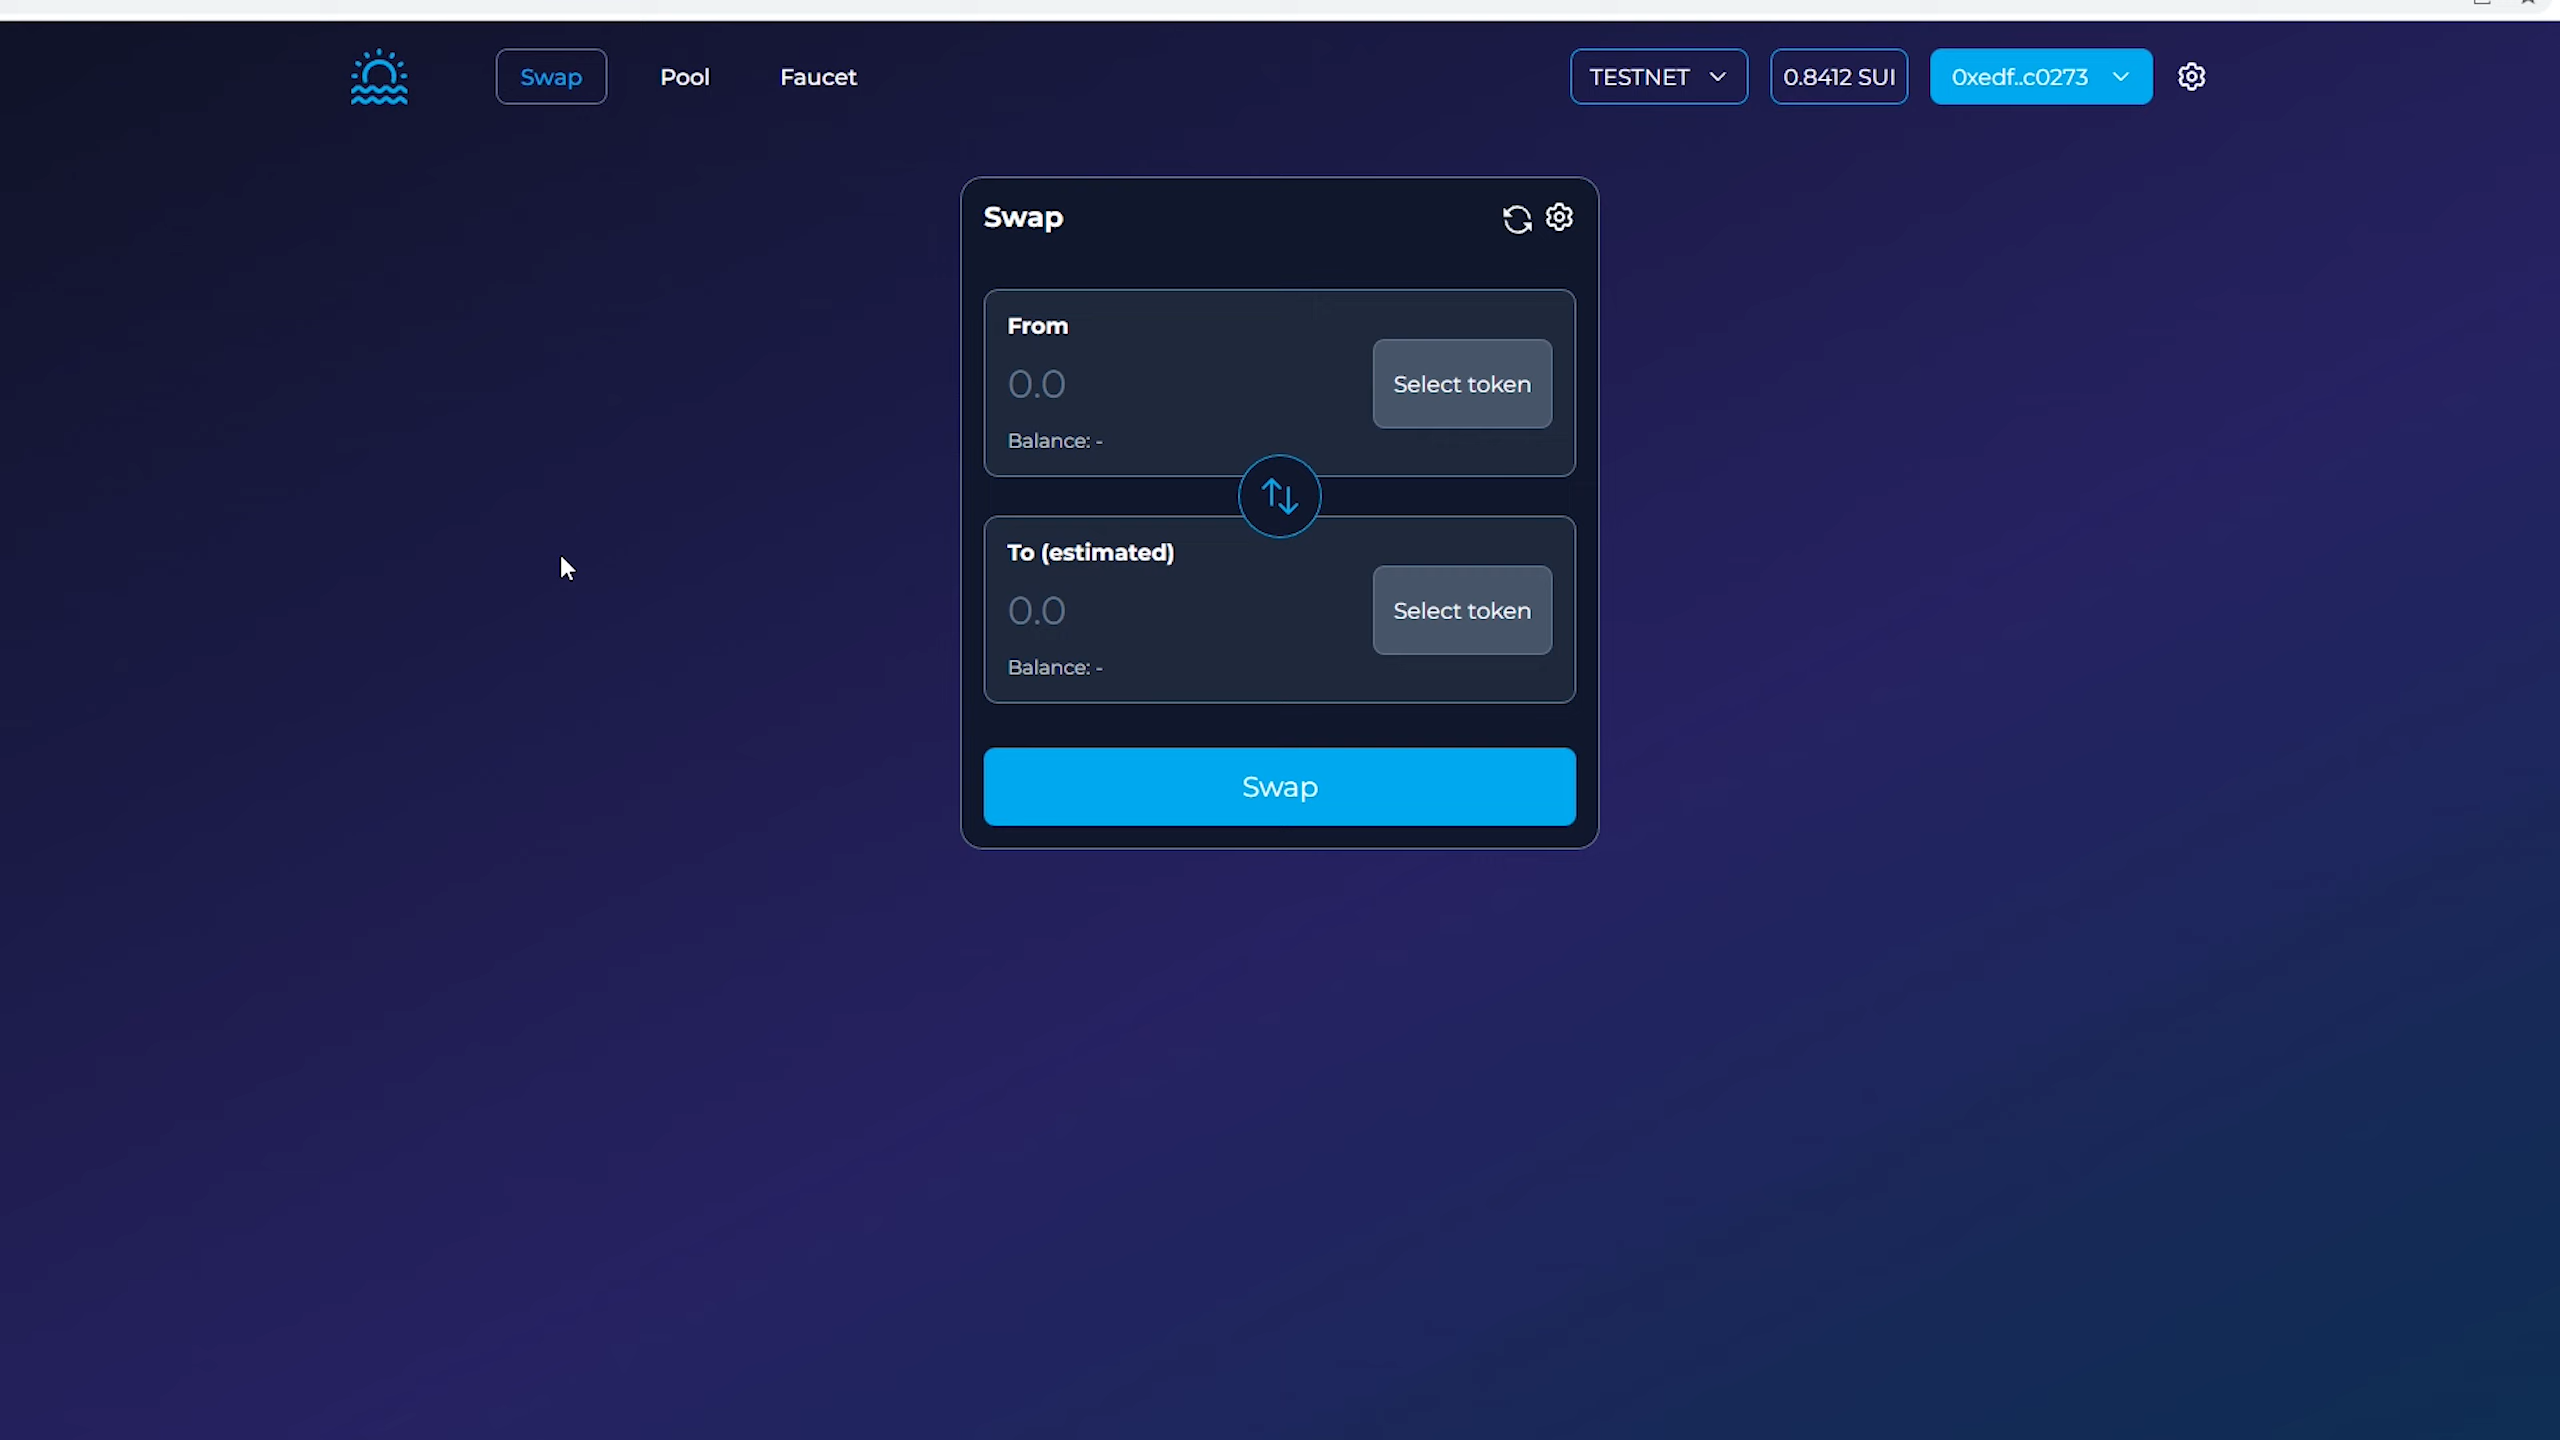 Swap
Pool
Faucet
TESTNET
0.8412 SUI
0xedf..c0273
Swap
From
0.0
Select token
Balance: -
To (estimated)
0.0
Select token
Balance: -
Swap